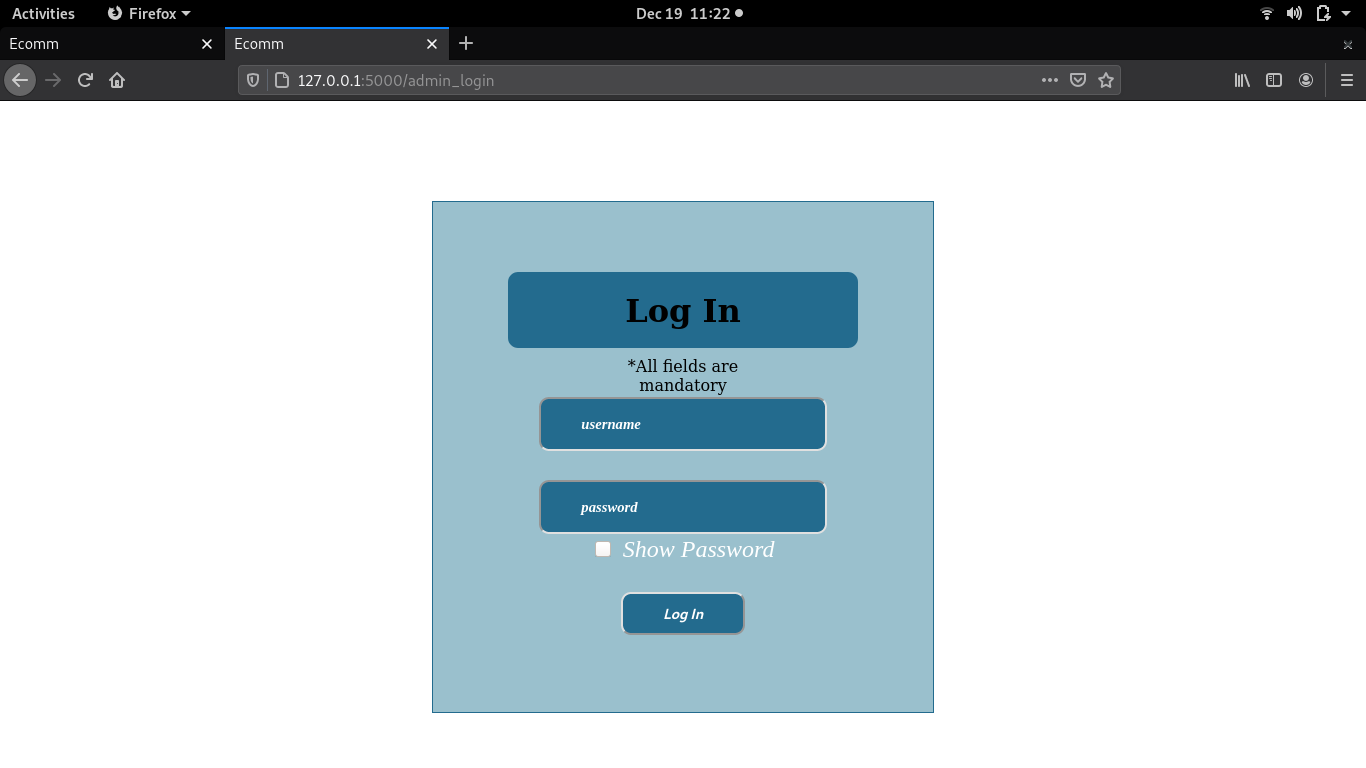 Activities Firefox Dec 19 11:22
Ecomm Ecomm
127.0.0.1:5000/admin_login
Log In
*All fields are
mandatory
username
password
Show Password
Log In